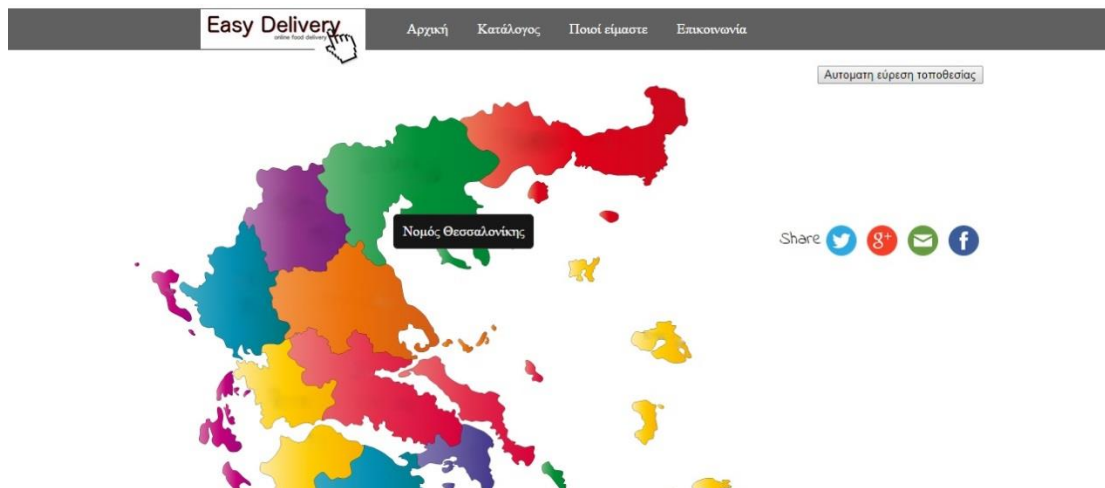 Easy Delivery
online food delivery
Αρχική Κατάλογος Ποιοί είμαστε Επικοινωνία
Αυτοματη εύρεση τοποθεσίας
Νομός Θεσσαλονίκης
Share